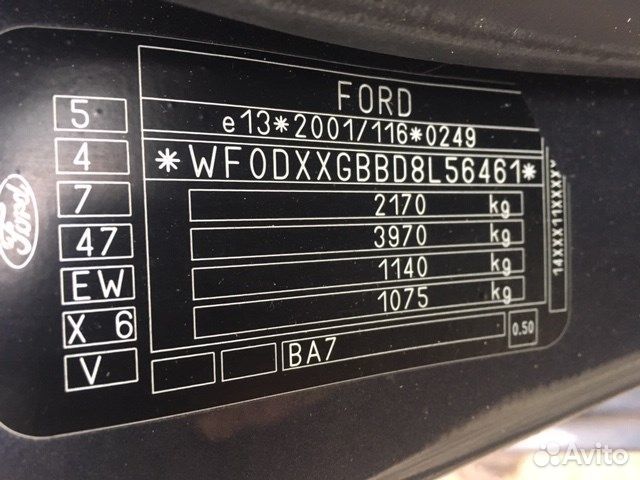 FORD
e13*2001/116*0249
*WF0DXXGBBD8L56461*
2170 kg
3970 kg
1140 kg
1075 kg
BA7
0.50
5
4
7
47
EW
X 6
V
Ford
Avito